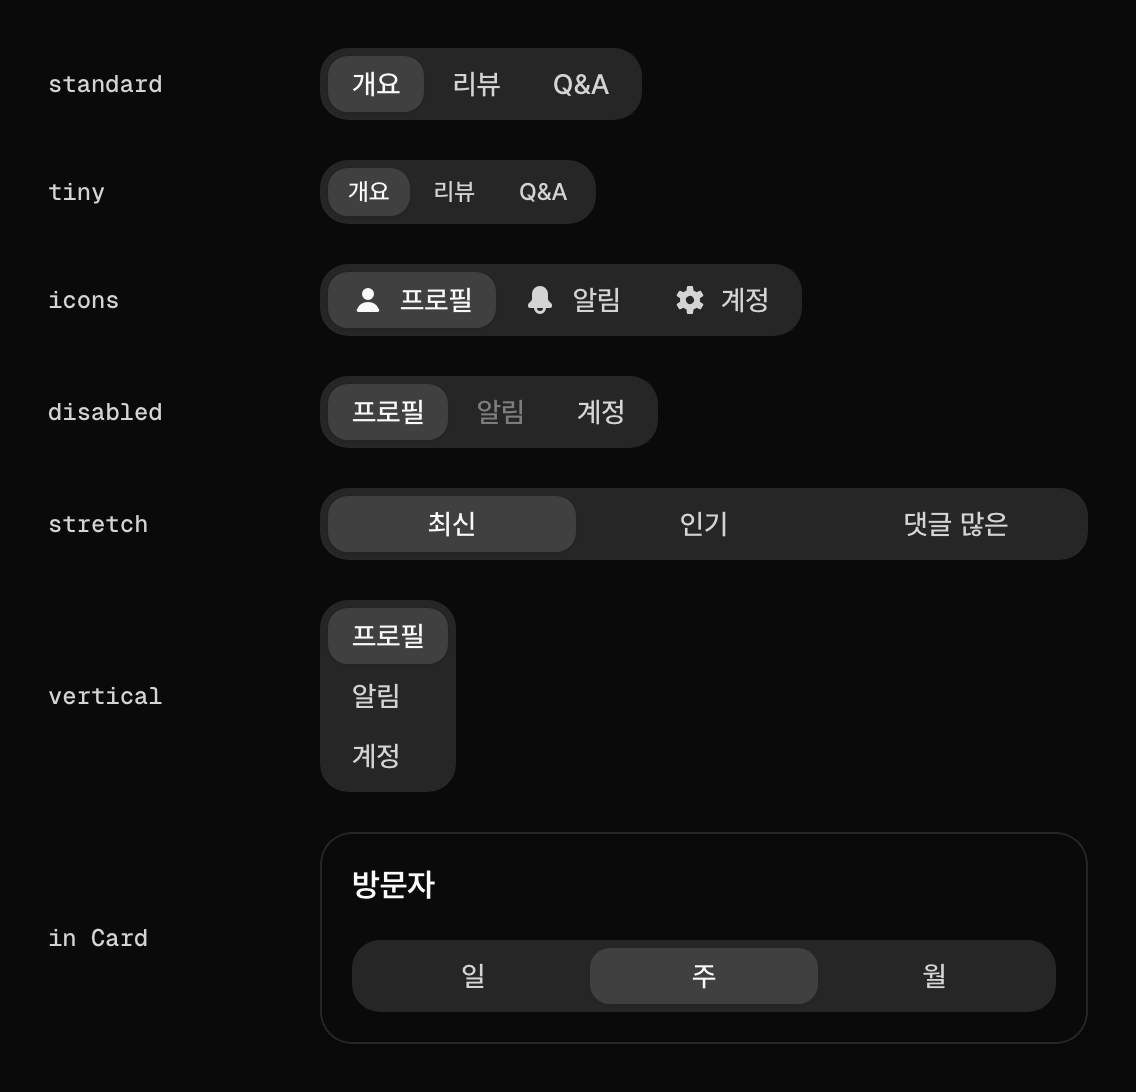 standard 개요 리뷰 Q&A
tiny 개요 리뷰 Q&A
icons 프로필 알림 계정
disabled 프로필 알림 계정
stretch 최신 인기 댓글 많은
vertical
프로필
알림
계정
in Card
방문자
일 주 월